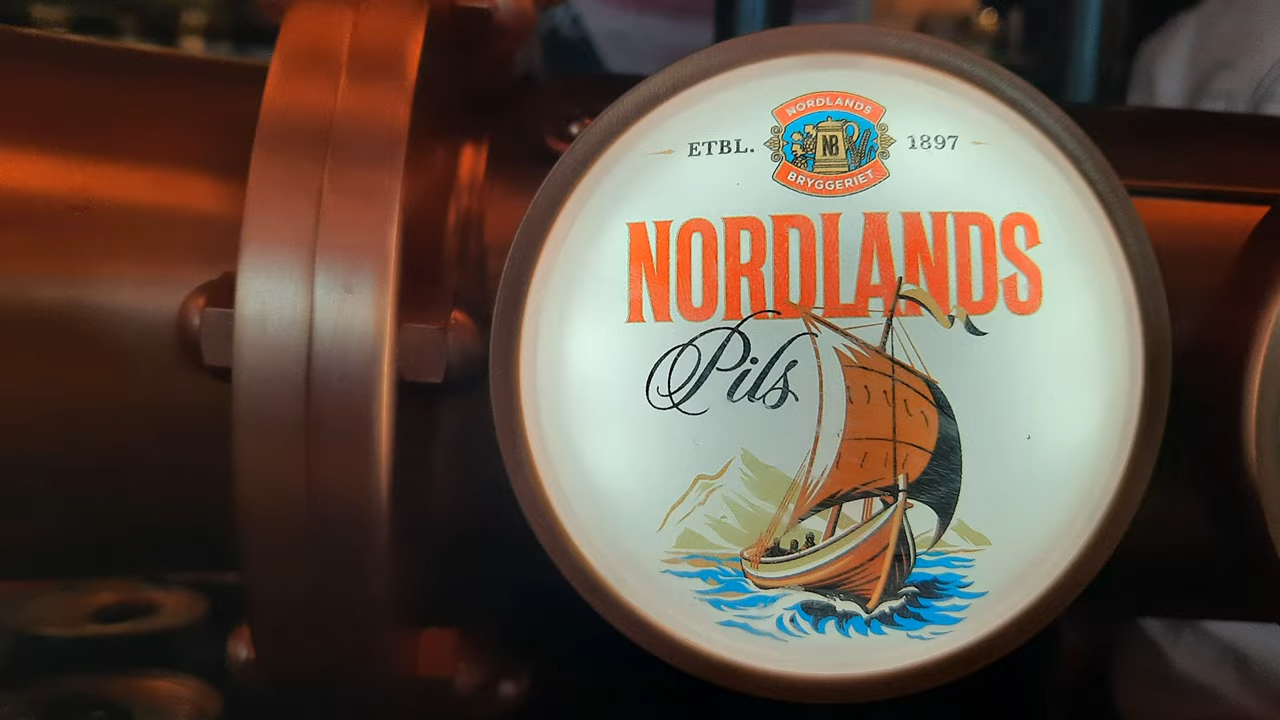 NORDLANDS
ETBL. NB 1897
BRYGGERIET
NORDLANDS
Pils